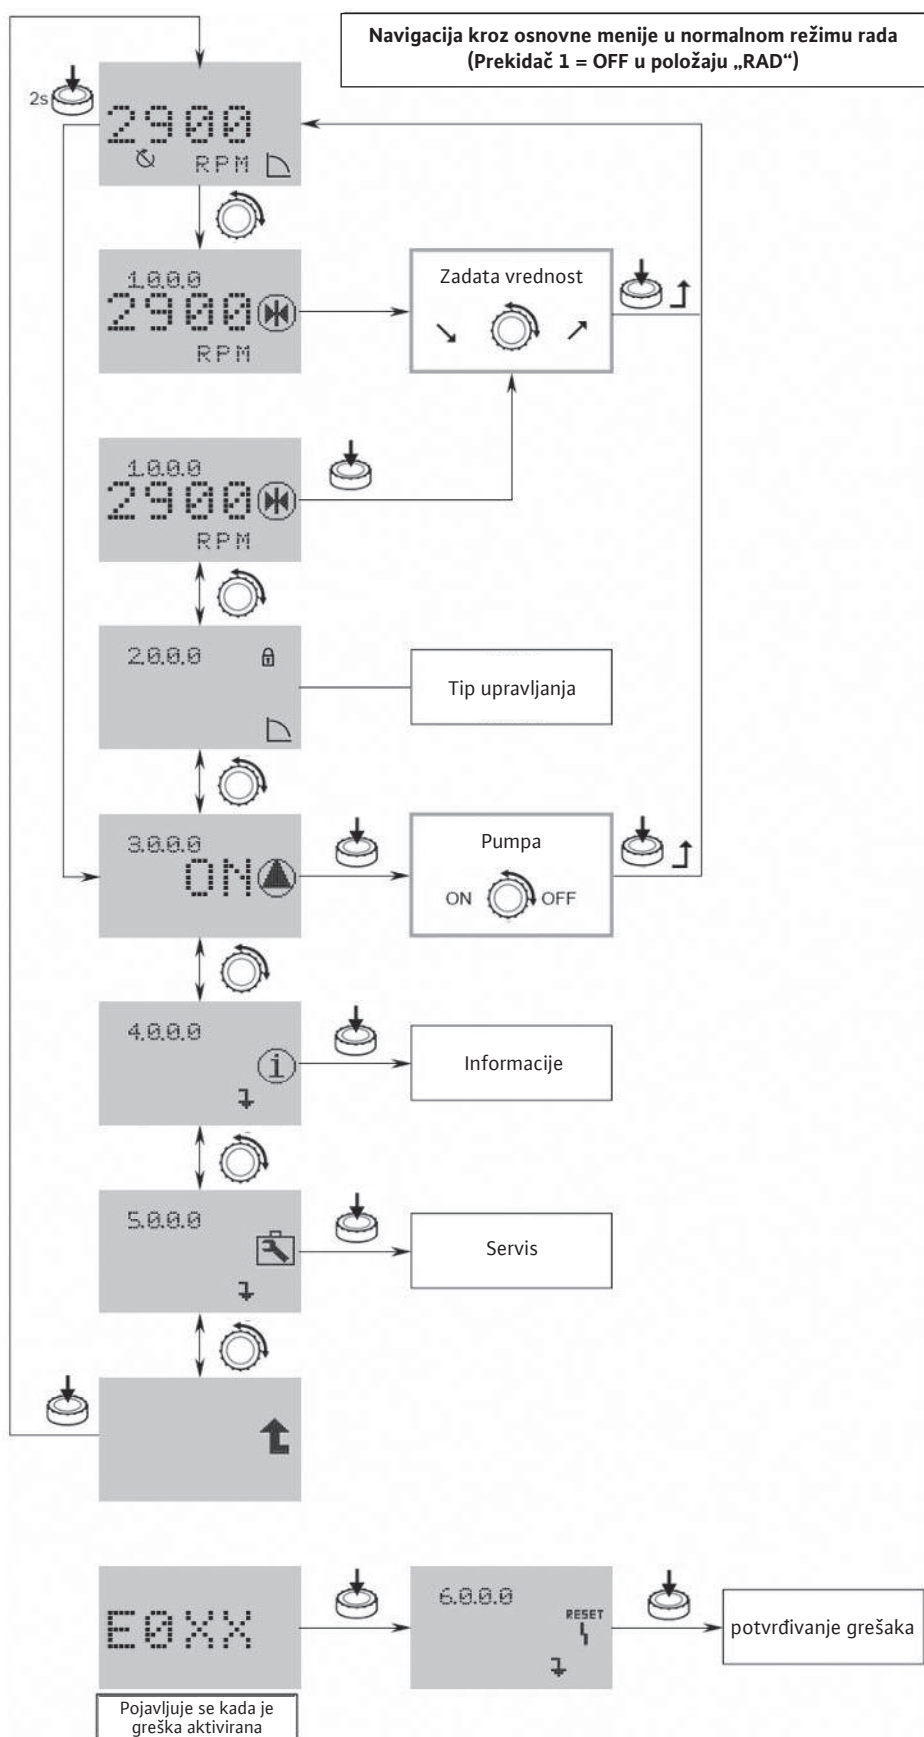 Navigacija kroz osnovne menije u normalnom režimu rada
(Prekidač 1 = OFF u položaju „RAD“)
2s
2900
RPM
1.0.0.0
2900
RPM
Zadata vrednost
1.0.0.0
2900
RPM
2.0.0.0
Tip upravljanja
3.0.0.0
ON
Pumpa
ON OFF
4.0.0.0
i
Informacije
5.0.0.0
Servis
E0XX
6.0.0.0
RESET
potvrđivanje grešaka
Pojavljuje se kada je
greška aktivirana